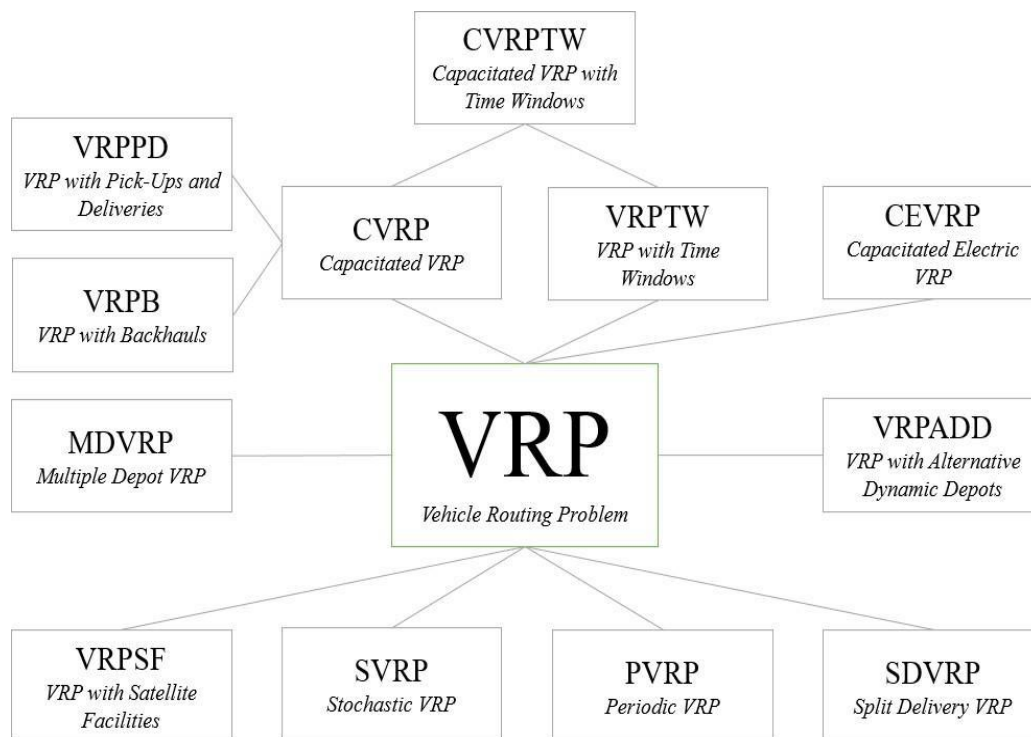 CVRPTW
Capacitated VRP with
Time Windows
VRPPD
VRP with Pick-Ups and
Deliveries
CVRP
Capacitated VRP
VRPTW
VRP with Time
Windows
CEVRP
Capacitated Electric
VRP
VRPB
VRP with Backhauls
MDVRP
Multiple Depot VRP
VRP
Vehicle Routing Problem
VRPADD
VRP with Alternative
Dynamic Depots
VRPSF
VRP with Satellite
Facilities
SVRP
Stochastic VRP
PVRP
Periodic VRP
SDVRP
Split Delivery VRP